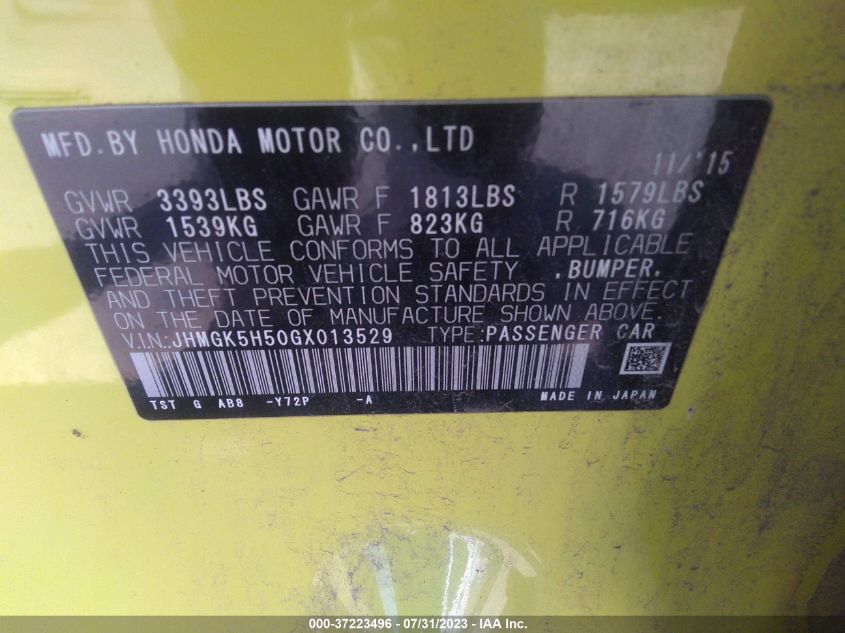 MFD.BY HONDA MOTOR CO.,LTD
11/'15
GVWR 3393LBS GAWR F 1813LBS R 1579LBS
GVWR 1539KG GAWR F 823KG R 716KG
THIS VEHICLE CONFORMS TO ALL APPLICABLE
FEDERAL MOTOR VEHICLE SAFETY ,BUMPER,
AND THEFT PREVENTION STANDARDS IN EFFECT
ON THE DATE OF MANUFACTURE SHOWN ABOVE.
V.I.N:JHMGK5H50GX013529 TYPE:PASSENGER CAR
TST G AB8 -Y72P -A MADE IN JAPAN
000-37223496 - 07/31/2023 - IAA Inc.